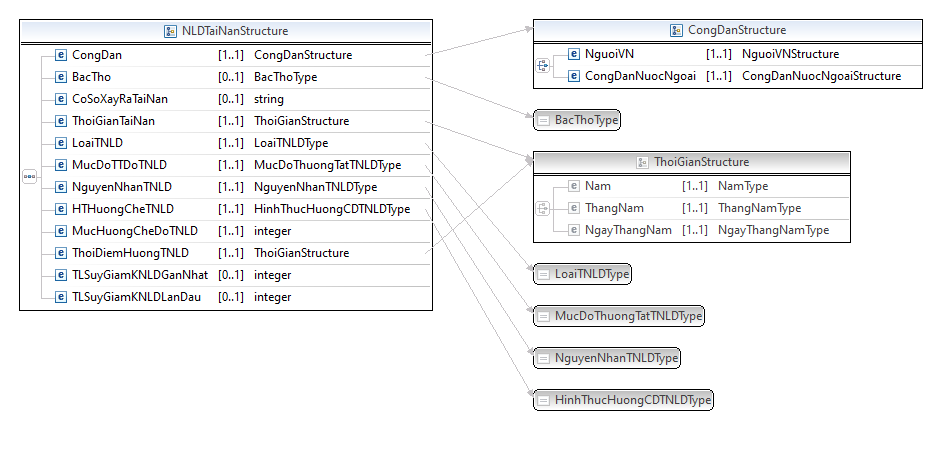 NLDTaiNanStructure
CongDan [1..1] CongDanStructure
BacTho [0..1] BacThoType
CoSoXayRaTaiNan [0..1] string
ThoiGianTaiNan [1..1] ThoiGianStructure
LoaiTNLD [1..1] LoaiTNLDType
MucDoTTDoTNLD [1..1] MucDoThuongTatTNLDType
NguyenNhanTNLD [1..1] NguyenNhanTNLDType
HTHuongCheTNLD [1..1] HinhThucHuongCDTNLDType
MucHuongCheDoTNLD [1..1] integer
ThoiDiemHuongTNLD [1..1] ThoiGianStructure
TLSuyGiamKNLDGanNhat [0..1] integer
TLSuyGiamKNLDLanDau [0..1] integer
CongDanStructure
NguoiVN [1..1] NguoiVNStructure
CongDanNuocNgoai [1..1] CongDanNuocNgoaiStructure
BacThoType
ThoiGianStructure
Nam [1..1] NamType
ThangNam [1..1] ThangNamType
NgayThangNam [1..1] NgayThangNamType
LoaiTNLDType
MucDoThuongTatTNLDType
NguyenNhanTNLDType
HinhThucHuongCDTNLDType